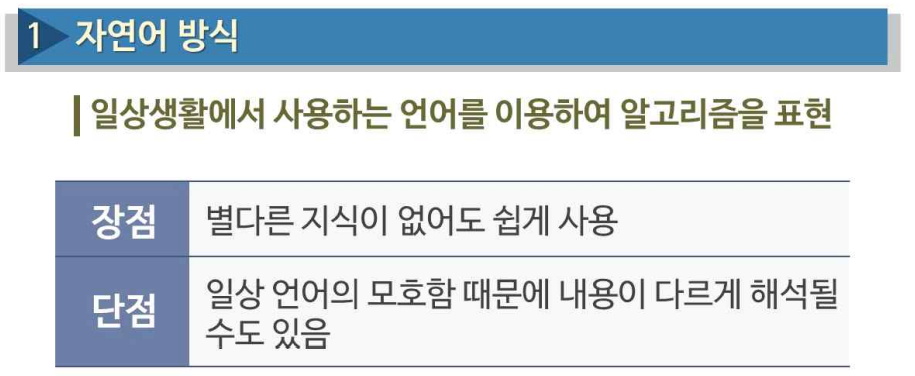 1 자연어 방식
일상생활에서 사용하는 언어를 이용하여 알고리즘을 표현
장점 별다른 지식이 없어도 쉽게 사용
단점 일상 언어의 모호함 때문에 내용이 다르게 해석될
수도 있음